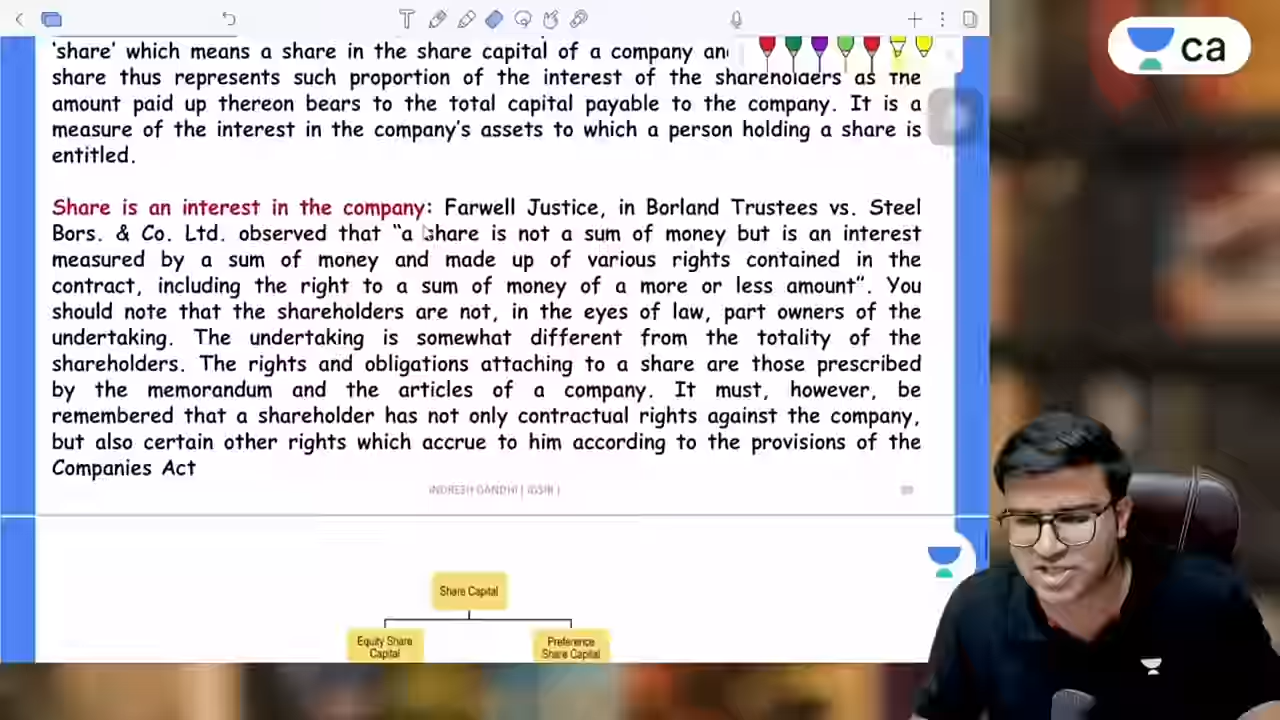 ca
'share' which means a share in the share capital of a company and
share thus represents such proportion of the interest of the shareholders as the
amount paid up thereon bears to the total capital payable to the company. It is a
measure of the interest in the company's assets to which a person holding a share is
entitled.
Share is an interest in the company: Farwell Justice, in Borland Trustees vs. Steel
Bors. & Co. Ltd. observed that "a share is not a sum of money but is an interest
measured by a sum of money and made up of various rights contained in the
contract, including the right to a sum of money of a more or less amount". You
should note that the shareholders are not, in the eyes of law, part owners of the
undertaking. The undertaking is somewhat different from the totality of the
shareholders. The rights and obligations attaching to a share are those prescribed
by the memorandum and the articles of a company. It must, however, be
remembered that a shareholder has not only contractual rights against the company,
but also certain other rights which accrue to him according to the provisions of the
Companies Act
INDRESH GANDHI | IGSIR |
Share Capital
Equity Share
Capital
Preference
Share Capital